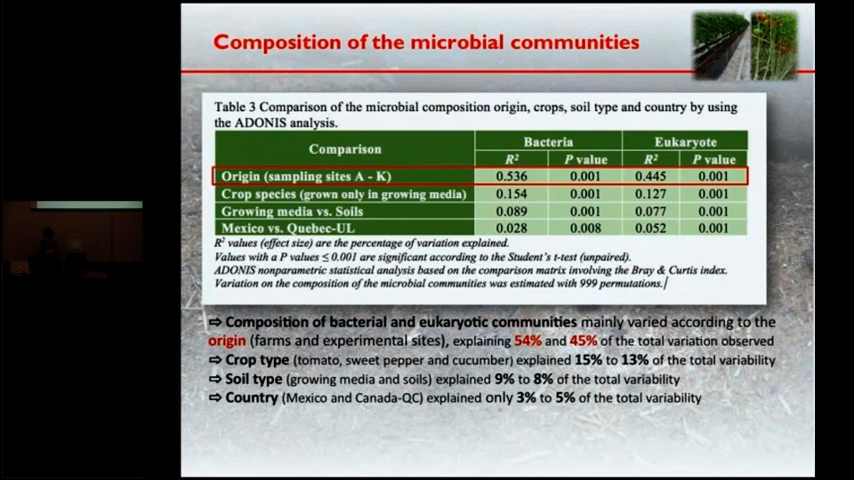 Composition of the microbial communities
Table 3 Comparison of the microbial composition origin, crops, soil type and country by using
the ADONIS analysis.
Comparison Bacteria Eukaryote
R² P value R² P value
Origin (sampling sites A - K) 0.536 0.001 0.445 0.001
Crop species (grown only in growing media) 0.154 0.001 0.127 0.001
Growing media vs. Soils 0.089 0.001 0.077 0.001
Mexico vs. Quebec-UL 0.028 0.008 0.052 0.001
R² values (effect size) are the percentage of variation explained.
Values with a P values ≤ 0.001 are significant according to the Student's t-test (unpaired).
ADONIS nonparametric statistical analysis based on the comparison matrix involving the Bray & Curtis index.
Variation on the composition of the microbial communities was estimated with 999 permutations.
⇨ Composition of bacterial and eukaryotic communities mainly varied according to the
origin (farms and experimental sites), explaining 54% and 45% of the total variation observed
⇨ Crop type (tomato, sweet pepper and cucumber) explained 15% to 13% of the total variability
⇨ Soil type (growing media and soils) explained 9% to 8% of the total variability
⇨ Country (Mexico and Canada-QC) explained only 3% to 5% of the total variability